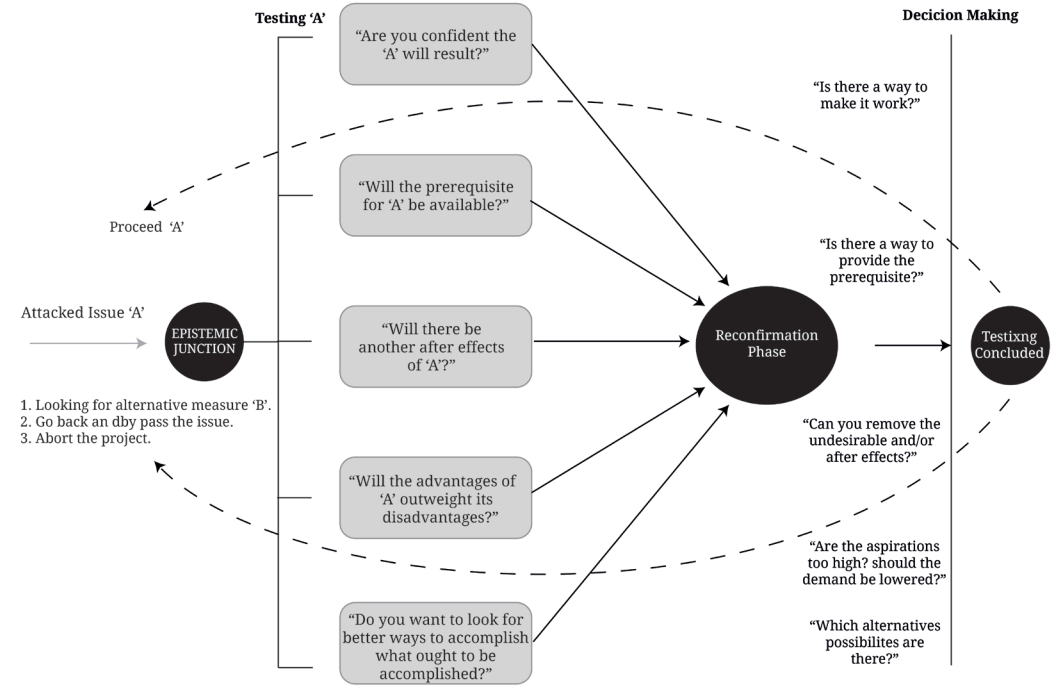 Testing ‘A’
Decicion Making
“Are you confident the
‘A’ will result?”
“Will the prerequisite
for ‘A’ be available?”
“Will there be
another after effects
of ‘A’?”
“Will the advantages of
‘A’ outweight its
disadvantages?”
“Do you want to look for
better ways to accomplish
what ought to be
accomplished?”
Proceed ‘A’
Attacked Issue ‘A’
EPISTEMIC
JUNCTION
1. Looking for alternative measure ‘B’.
2. Go back an dby pass the issue.
3. Abort the project.
Reconfirmation
Phase
“Is there a way to
make it work?”
“Is there a way to
provide the
prerequisite?”
“Can you remove the
undesirable and/or
after effects?”
“Are the aspirations
too high? should the
demand be lowered?”
“Which alternatives
possibilites are
there?”
Testixng
Concluded